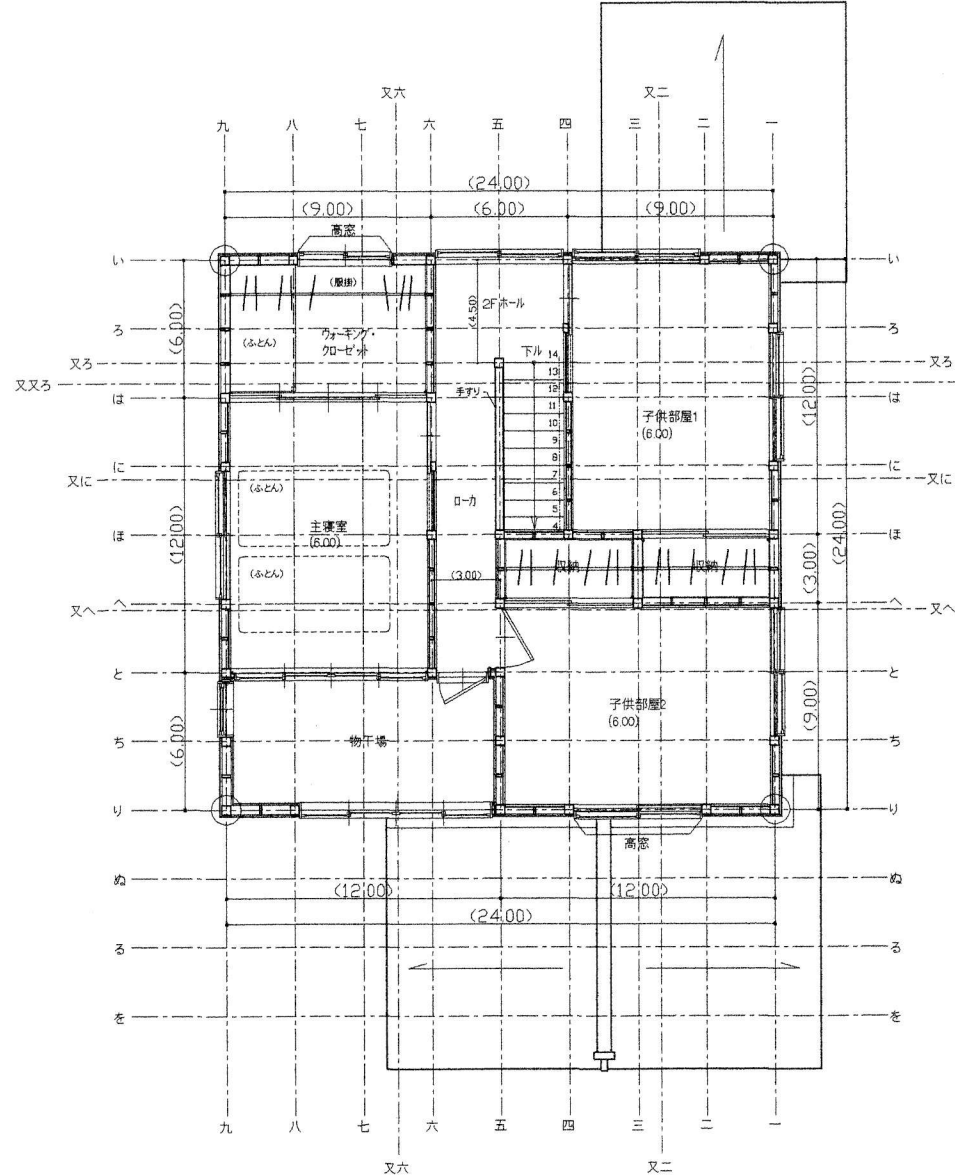 又六 又二
九 八 七 六 五 四 三 二 一
(24.00)
(9.00) (6.00) (9.00)
高窓
い い
(服掛)
2Fホール
(4.50)
(6.00)
ろ ろ
(ふとん)
ウォーキング・
クローゼット
下ル
又ろ 又ろ
又又ろ
14
13
12
11
10
9
8
7
6
5
4
手すり
は は
(12.00)
子供部屋1
(6.00)
に に
又に 又に
(ふとん)
ローカ
主寝室
(6.00)
(12.00)
ほ ほ
(24.00)
収納 収納
(ふとん)
(3.00)
(3.00)
へ へ
又へ 又へ
と と
子供部屋2
(6.00)
(9.00)
物干場
(6.00)
ち ち
り り
高窓
ぬ ぬ
(12.00) (12.00)
(24.00)
る る
を を
九 八 七 六 五 四 三 二 一
又六 又二